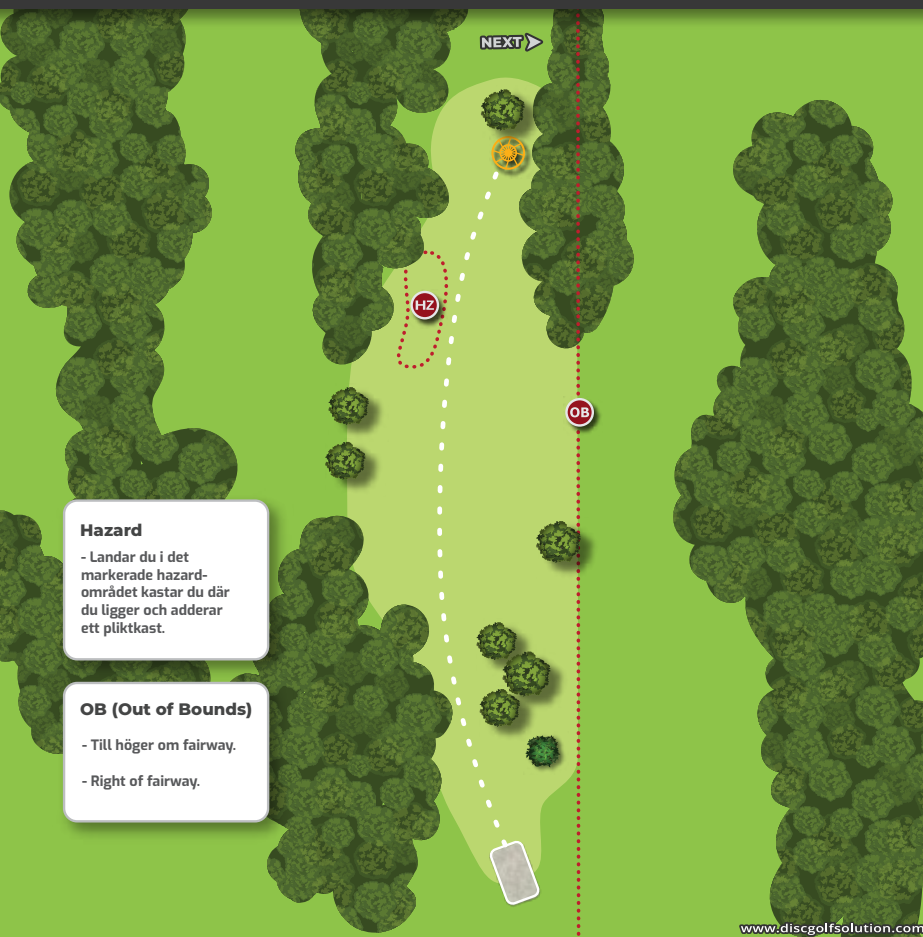 NEXT
HZ
OB
Hazard
- Landar du i det
markerade hazard-
området kastar du där
du ligger och adderar
ett pliktkast.
OB (Out of Bounds)
- Till höger om fairway.
- Right of fairway.
www.discgolfsolution.com